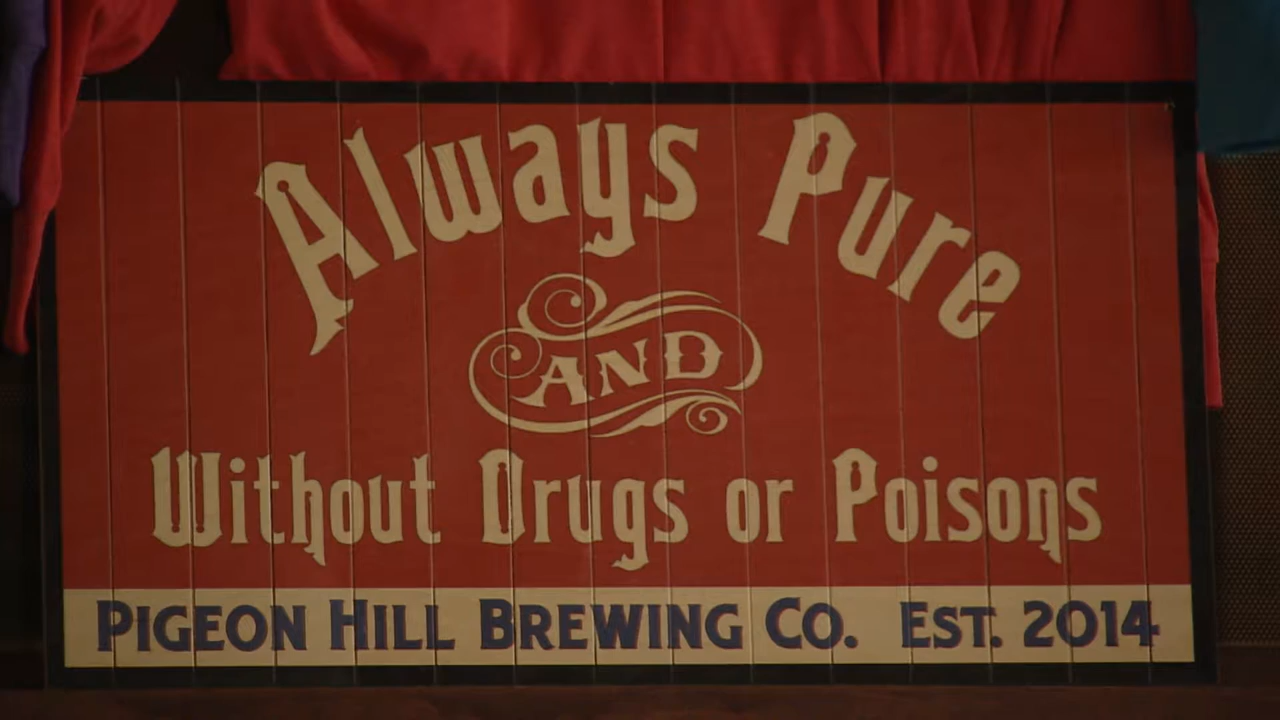 Always Pure
AND
Without Drugs or Poisons
PIGEON HILL BREWING CO. EST. 2014